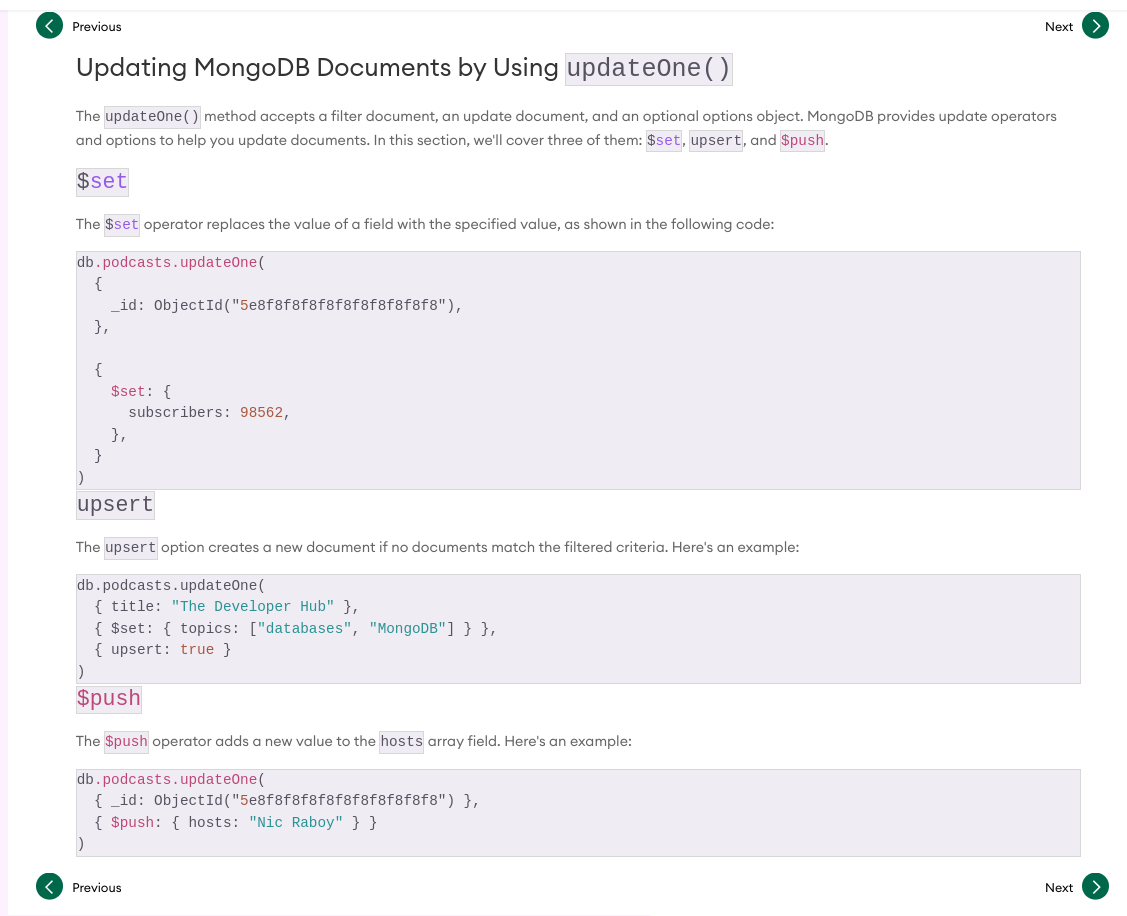 Previous
Next
Updating MongoDB Documents by Using updateOne()
The updateOne() method accepts a filter document, an update document, and an optional options object. MongoDB provides update operators
and options to help you update documents. In this section, we'll cover three of them: $set, upsert, and $push.
$set
The $set operator replaces the value of a field with the specified value, as shown in the following code:
db.podcasts.updateOne(
  {
    _id: ObjectId("5e8f8f8f8f8f8f8f8f8f8f8"),
  },

  {
    $set: {
      subscribers: 98562,
    },
  }
)
upsert
The upsert option creates a new document if no documents match the filtered criteria. Here's an example:
db.podcasts.updateOne(
  { title: "The Developer Hub" },
  { $set: { topics: ["databases", "MongoDB"] } },
  { upsert: true }
)
$push
The $push operator adds a new value to the hosts array field. Here's an example:
db.podcasts.updateOne(
  { _id: ObjectId("5e8f8f8f8f8f8f8f8f8f8f8") },
  { $push: { hosts: "Nic Raboy" } }
)
Previous
Next